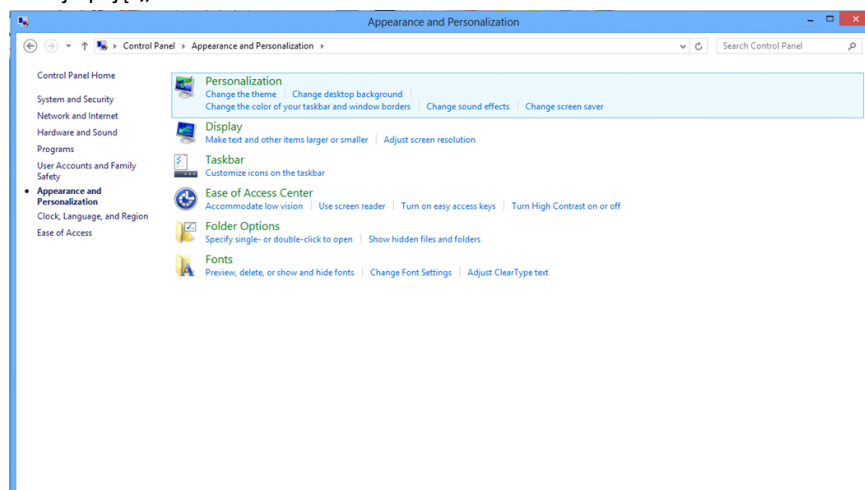 Appearance and Personalization
Control Panel Appearance and Personalization
Search Control Panel
Control Panel Home
System and Security
Network and Internet
Hardware and Sound
Programs
User Accounts and Family
Safety
Appearance and
Personalization
Clock, Language, and Region
Ease of Access
Personalization
Change the theme Change desktop background
Change the color of your taskbar and window borders Change sound effects Change screen saver
Display
Make text and other items larger or smaller Adjust screen resolution
Taskbar
Customize icons on the taskbar
Ease of Access Center
Accommodate low vision Use screen reader Turn on easy access keys Turn High Contrast on or off
Folder Options
Specify single- or double-click to open Show hidden files and folders
Fonts
Preview, delete, or show and hide fonts Change Font Settings Adjust ClearType text